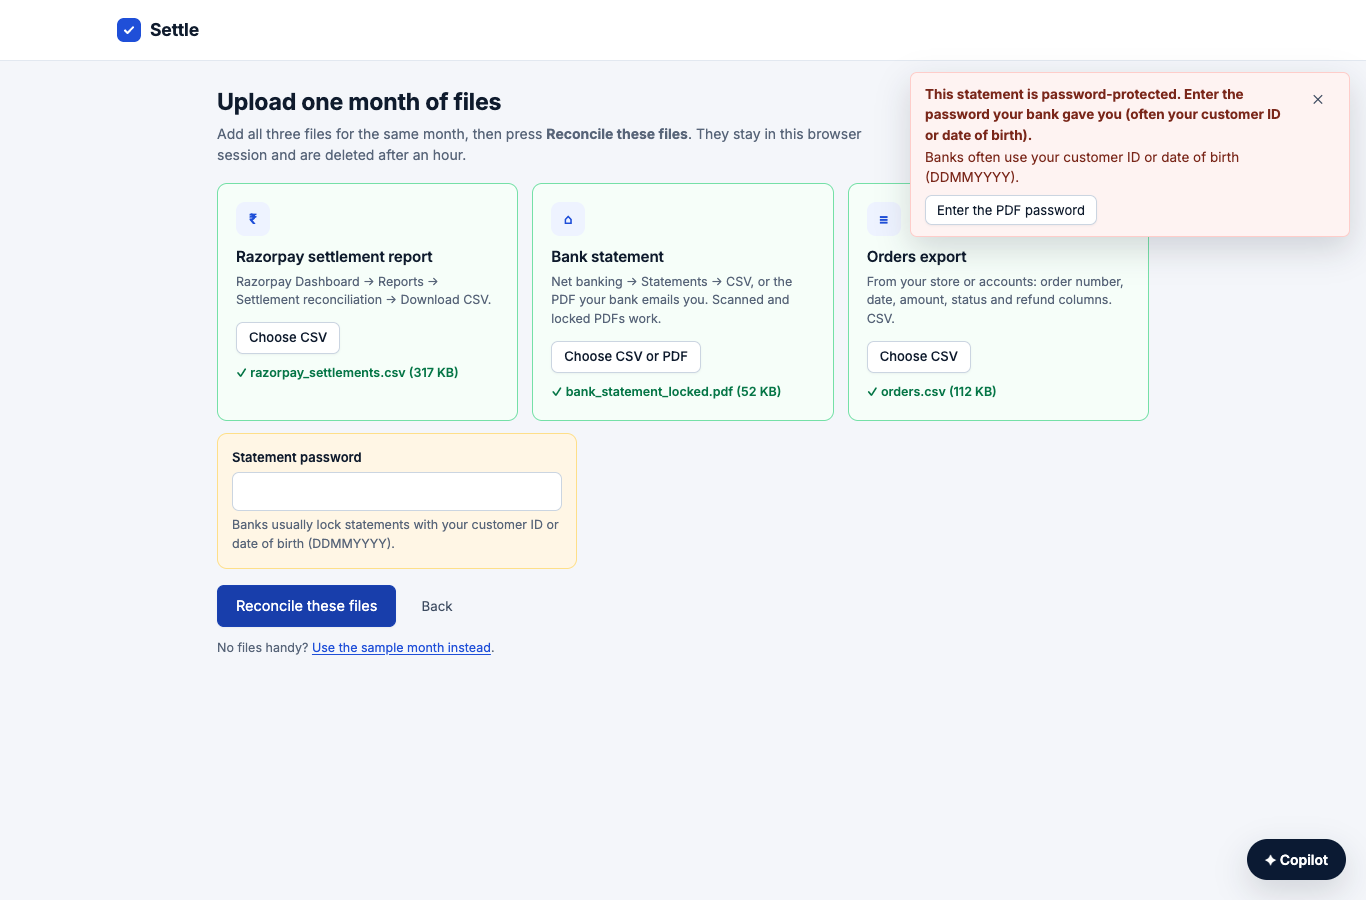 Settle
Upload one month of files
Add all three files for the same month, then press Reconcile these files. They stay in this browser
session and are deleted after an hour.
This statement is password-protected. Enter the
password your bank gave you (often your customer ID
or date of birth).
Banks often use your customer ID or date of birth
(DDMMYYYY).
Enter the PDF password
₹
Razorpay settlement report
Razorpay Dashboard → Reports →
Settlement reconciliation → Download CSV.
Choose CSV
✓ razorpay_settlements.csv (317 KB)
Bank statement
Net banking → Statements → CSV, or the
PDF your bank emails you. Scanned and
locked PDFs work.
Choose CSV or PDF
✓ bank_statement_locked.pdf (52 KB)
Orders export
From your store or accounts: order number,
date, amount, status and refund columns.
CSV.
Choose CSV
✓ orders.csv (112 KB)
Statement password
Banks usually lock statements with your customer ID or
date of birth (DDMMYYYY).
Reconcile these files
Back
No files handy? Use the sample month instead.
Copilot